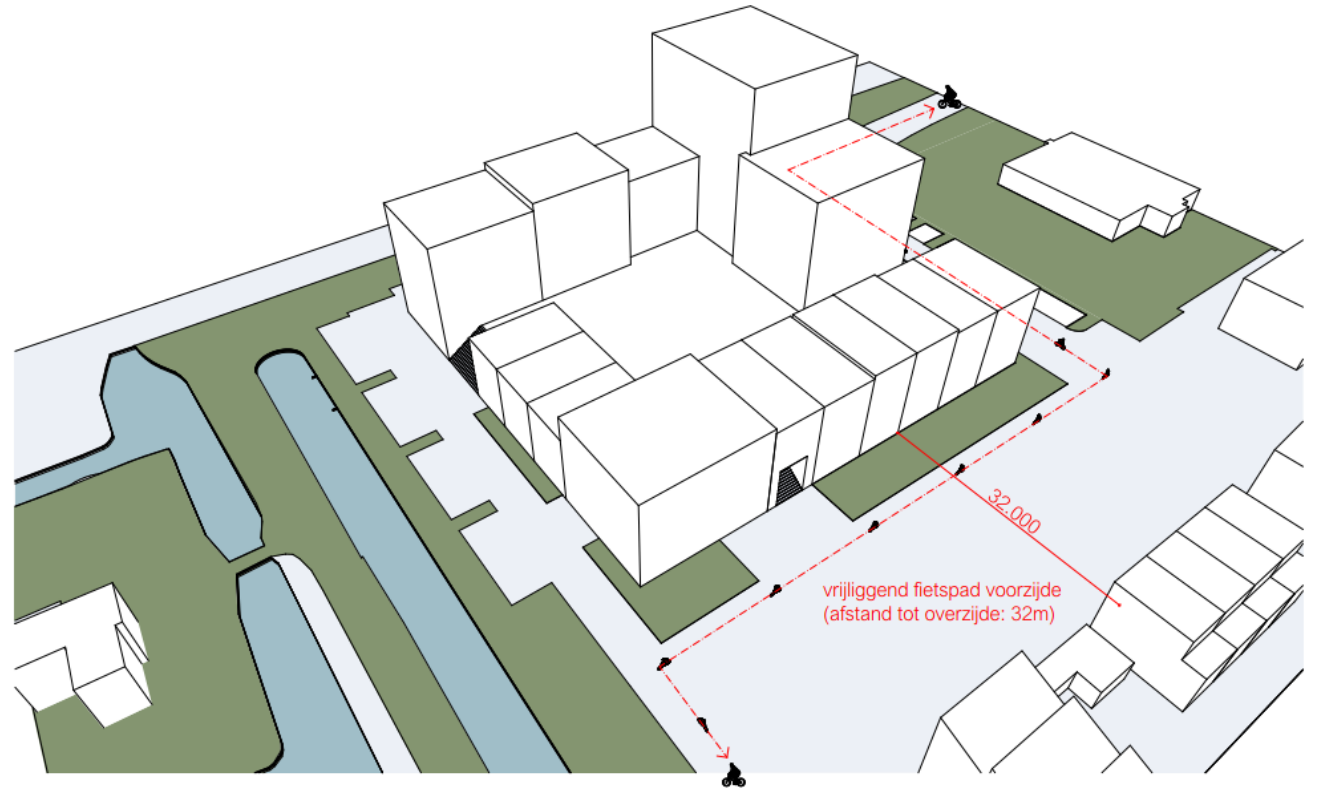 32.000
vrijliggend fietspad voorzijde
(afstand tot overzijde: 32m)